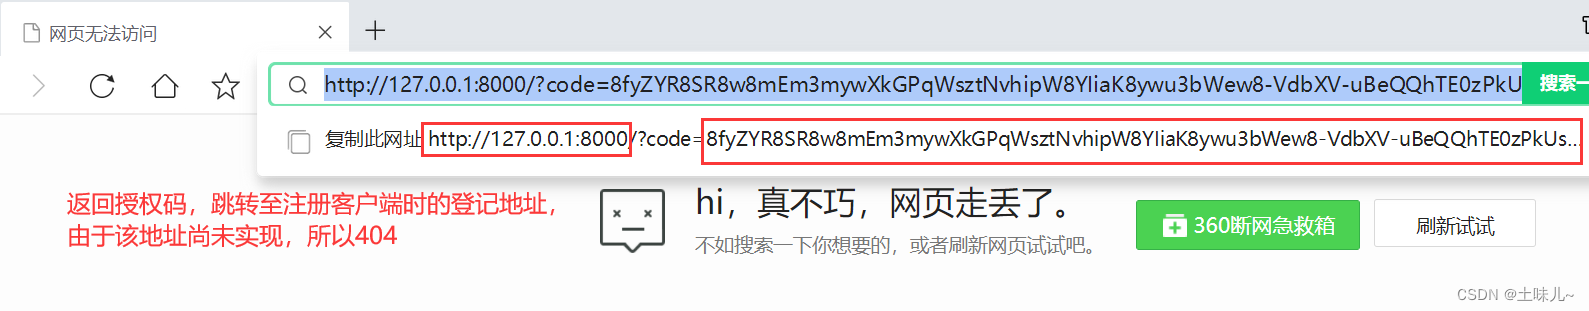 网页无法访问
http://127.0.0.1:8000/?code=8fyZYR8SR8w8mEm3mywXkGPqWsztNvhipW8YIiaK8ywu3bWew8-VdbXV-uBeQQhTE0zPkU
搜索一
复制此网址 http://127.0.0.1:8000/?code=8fyZYR8SR8w8mEm3mywXkGPqWsztNvhipW8YIiaK8ywu3bWew8-VdbXV-uBeQQhTE0zPkUs...
返回授权码，跳转至注册客户端时的登记地址，
由于该地址尚未实现，所以404
hi，真不巧，网页走丢了。
不如搜索一下你想要的，或者刷新网页试试吧。
360断网急救箱
刷新试试
CSDN @土味儿~